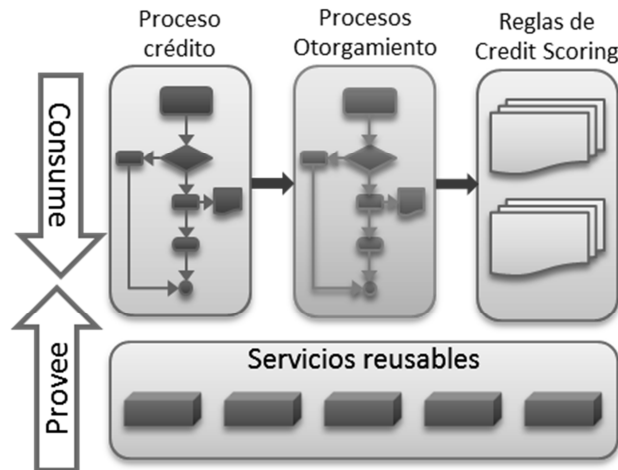 Proceso
crédito
Procesos
Otorgamiento
Reglas de
Credit Scoring
Consume
Provee
Servicios reusables